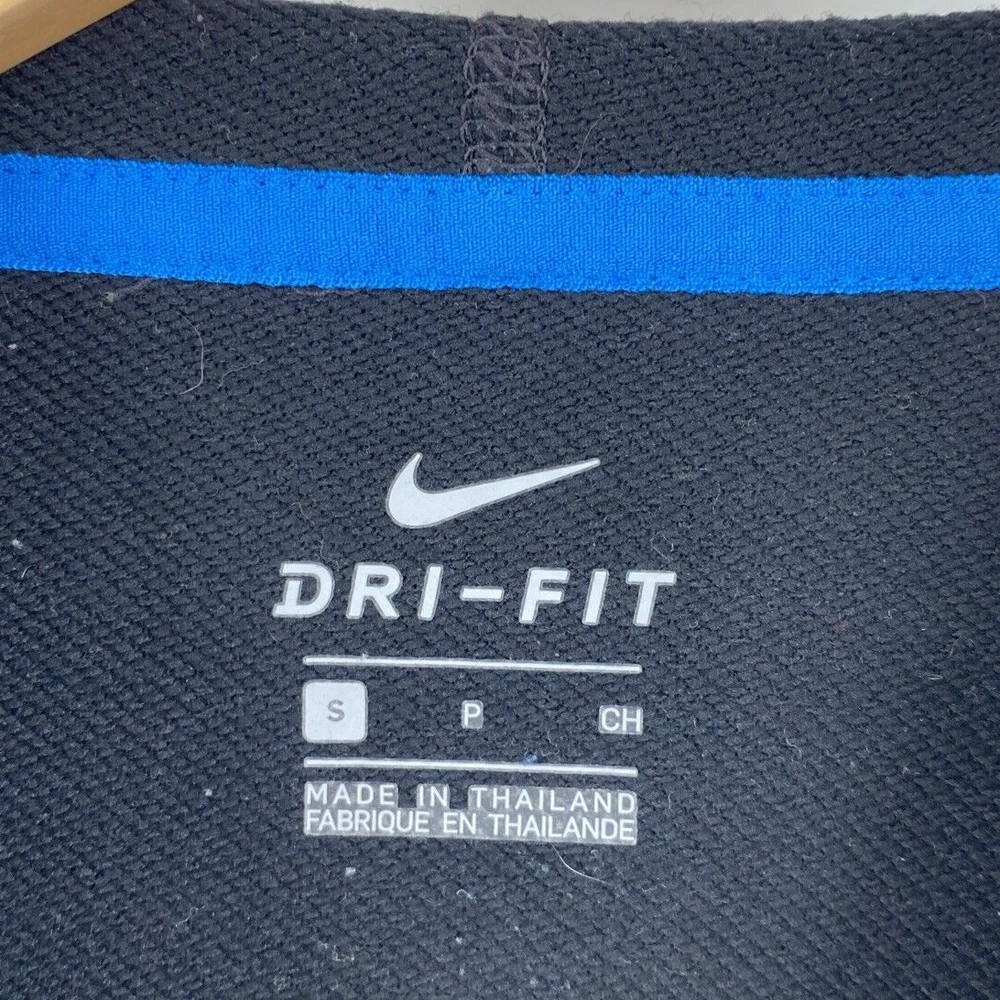 DRI-FIT
S P CH
MADE IN THAILAND
FABRIQUE EN THAILANDE